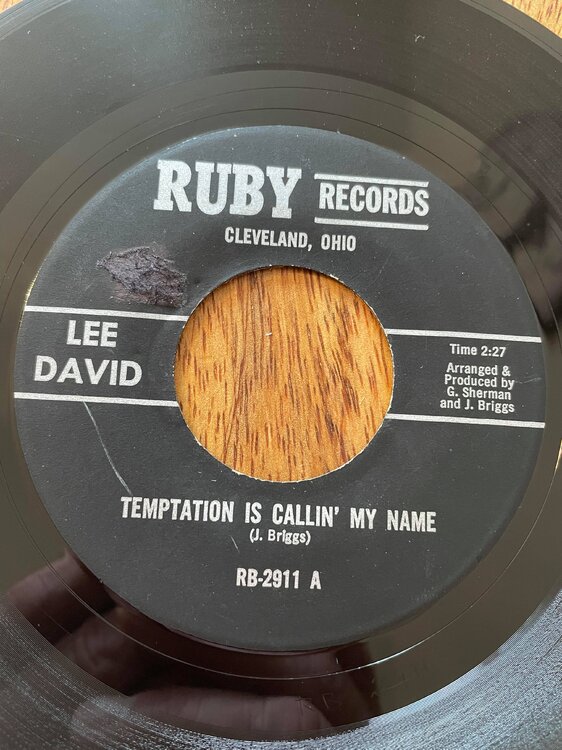 RUBY RECORDS
CLEVELAND, OHIO
LEE
DAVID
Time 2:27
Arranged &
Produced by
G. Sherman
and J. Briggs
TEMPTATION IS CALLIN' MY NAME
(J. Briggs)
RB-2911 A